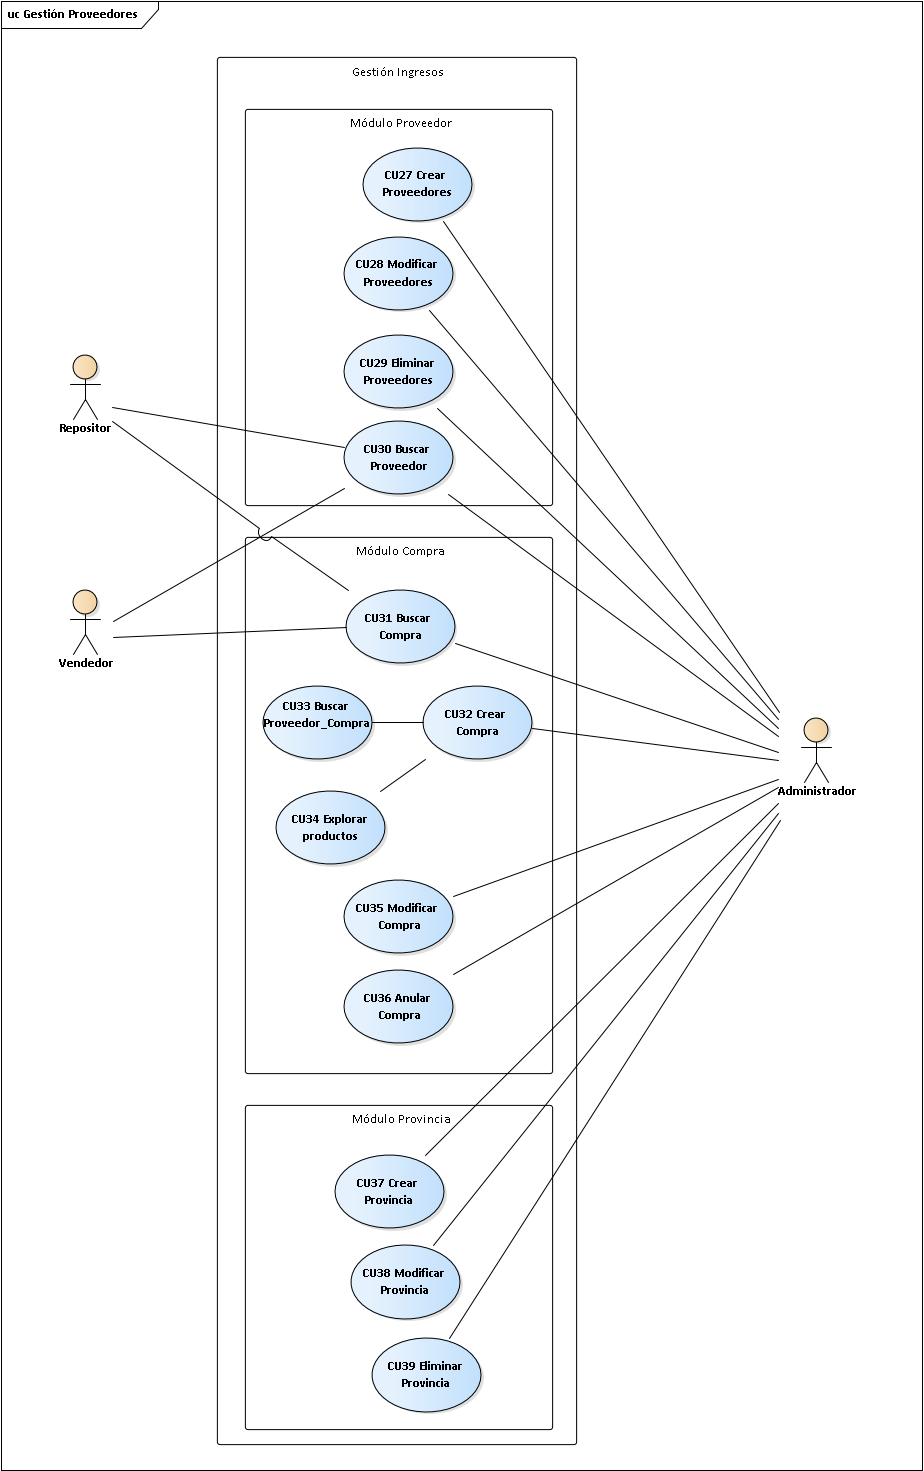 uc Gestión Proveedores
Gestión Ingresos
Módulo Proveedor
CU27 Crear
Proveedores
CU28 Modificar
Proveedores
CU29 Eliminar
Proveedores
CU30 Buscar
Proveedor
Repositor
Módulo Compra
CU31 Buscar
Compra
Vendedor
CU33 Buscar
Proveedor_Compra
CU32 Crear
Compra
Administrador
CU34 Explorar
productos
CU35 Modificar
Compra
CU36 Anular
Compra
Módulo Provincia
CU37 Crear
Provincia
CU38 Modificar
Provincia
CU39 Eliminar
Provincia